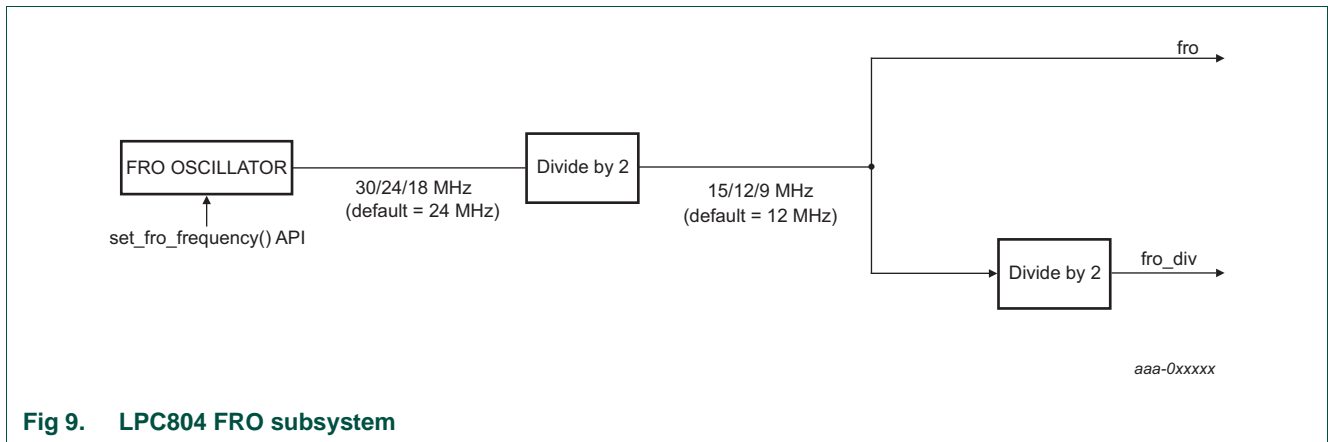 fro
FRO OSCILLATOR
Divide by 2
30/24/18 MHz
(default = 24 MHz)
15/12/9 MHz
(default = 12 MHz)
set_fro_frequency() API
Divide by 2
fro_div
aaa-0xxxxx
Fig 9. LPC804 FRO subsystem